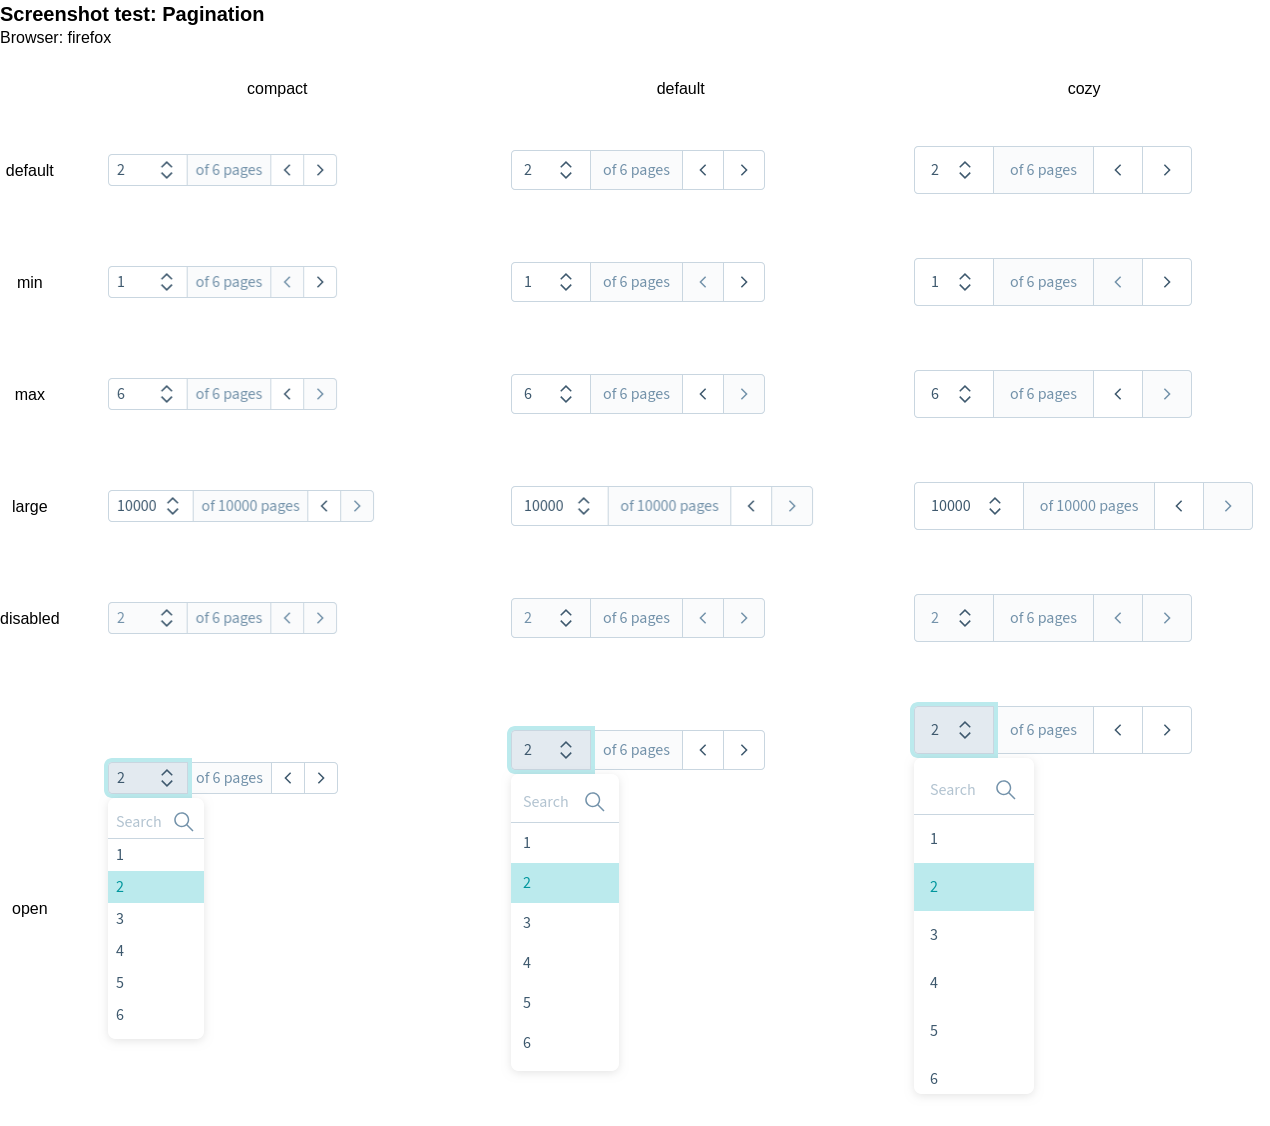 Screenshot test: Pagination
Browser: firefox
compact default cozy
default 2 of 6 pages 2 of 6 pages 2 of 6 pages
min 1 of 6 pages 1 of 6 pages 1 of 6 pages
max 6 of 6 pages 6 of 6 pages 6 of 6 pages
large 10000 of 10000 pages 10000 of 10000 pages 10000 of 10000 pages
disabled 2 of 6 pages 2 of 6 pages 2 of 6 pages
open
2 of 6 pages
Search
1
2
3
4
5
6
2 of 6 pages
Search
1
2
3
4
5
6
2 of 6 pages
Search
1
2
3
4
5
6